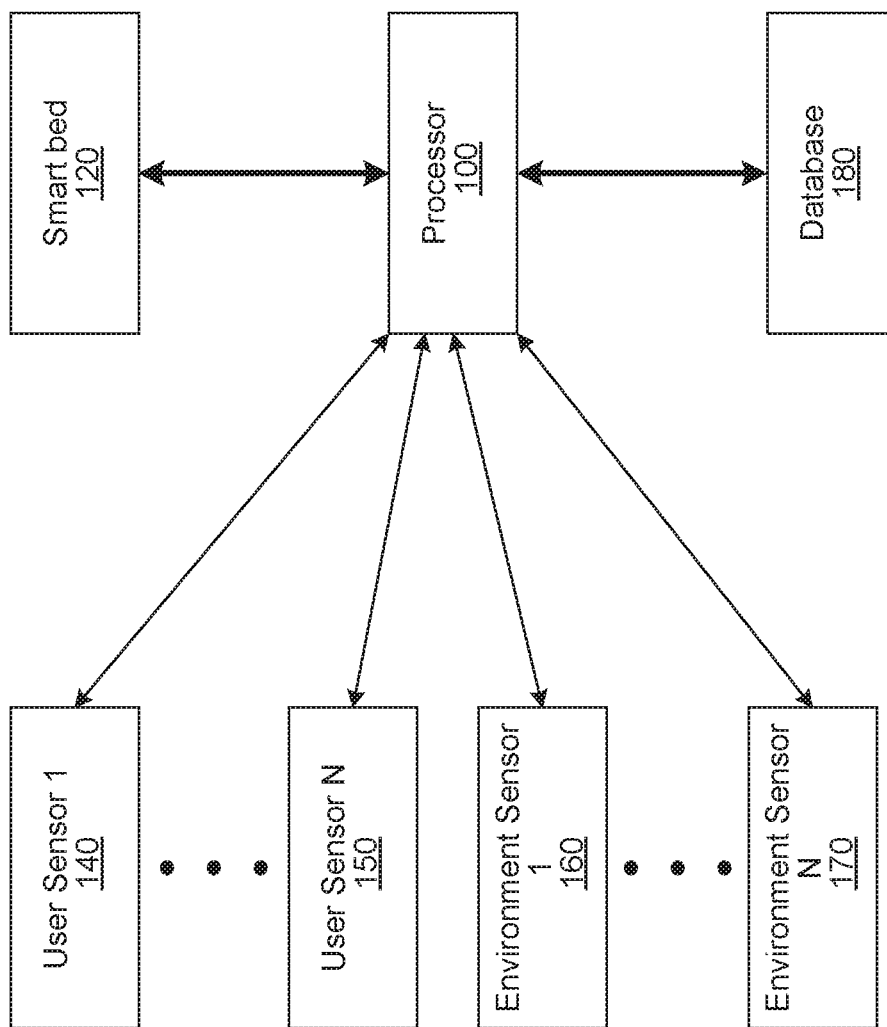 User Sensor 1
140
User Sensor N
150
Environment Sensor
1
160
Environment Sensor
N
170
Smart bed
120
Processor
100
Database
180